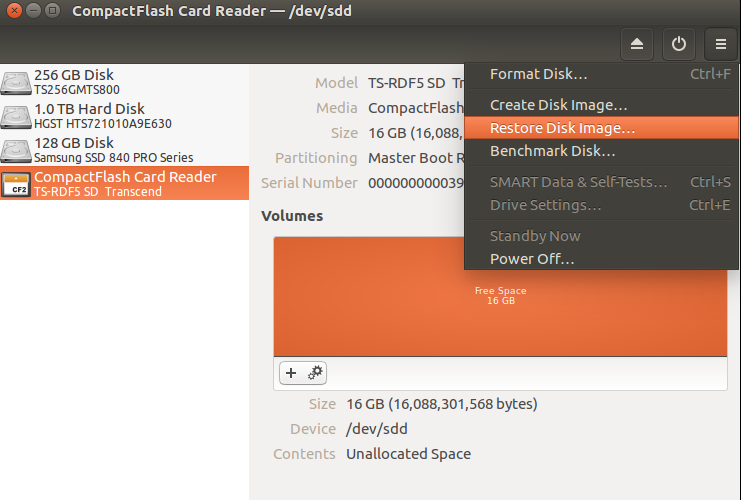 CompactFlash Card Reader — /dev/sdd
256 GB Disk
TS256GMTS800
1.0 TB Hard Disk
HGST HTS721010A9E630
128 GB Disk
Samsung SSD 840 PRO Series
CompactFlash Card Reader
TS-RDF5 SD Transcend
CF2
Model TS-RDF5 SD Tr
Media CompactFlash
Size 16 GB (16,088,
Partitioning Master Boot R
Serial Number 00000000039
Format Disk… Ctrl+F
Create Disk Image…
Restore Disk Image…
Benchmark Disk…
SMART Data & Self-Tests… Ctrl+S
Drive Settings… Ctrl+E
Standby Now
Power Off…
Volumes
Free Space
16 GB
Size 16 GB (16,088,301,568 bytes)
Device /dev/sdd
Contents Unallocated Space